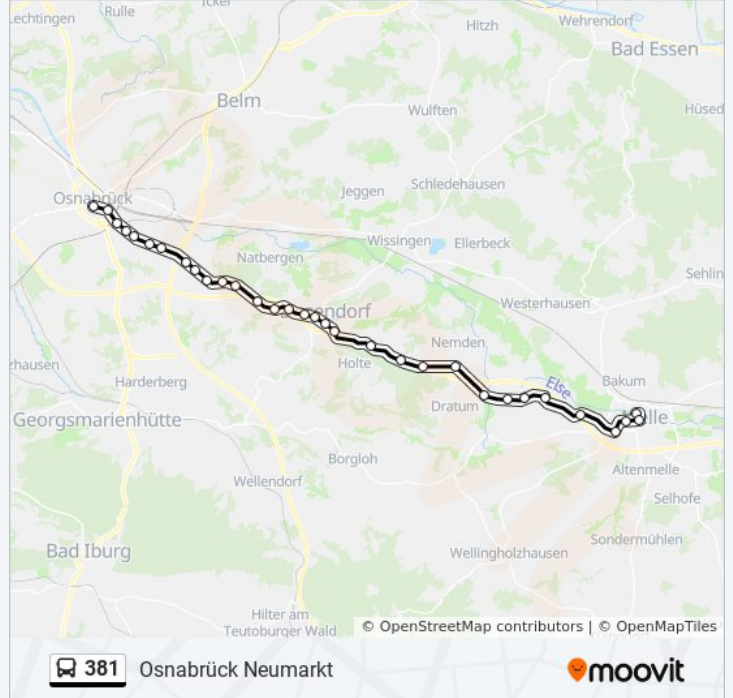 Lechtingen
Rulle
Icker
Hitzh
Wehrendorf
Bad Essen
Belm
Wulften
Hüsed
Jeggen
Schledehausen
Osnabrück
Wissingen
Ellerbeck
Natbergen
Sehlin
Westerhausen
Nemden
Holte
Harderberg
Else
Bakum
Georgsmarienhütte
Dratum
Borgloh
Altenmelle
Wellendorf
Selhofe
Sondermühlen
Bad Iburg
Wellingholzhausen
Hilter am
Teutoburger Wald
© OpenStreetMap contributors | © OpenMapTiles
381 Osnabrück Neumarkt
moovit